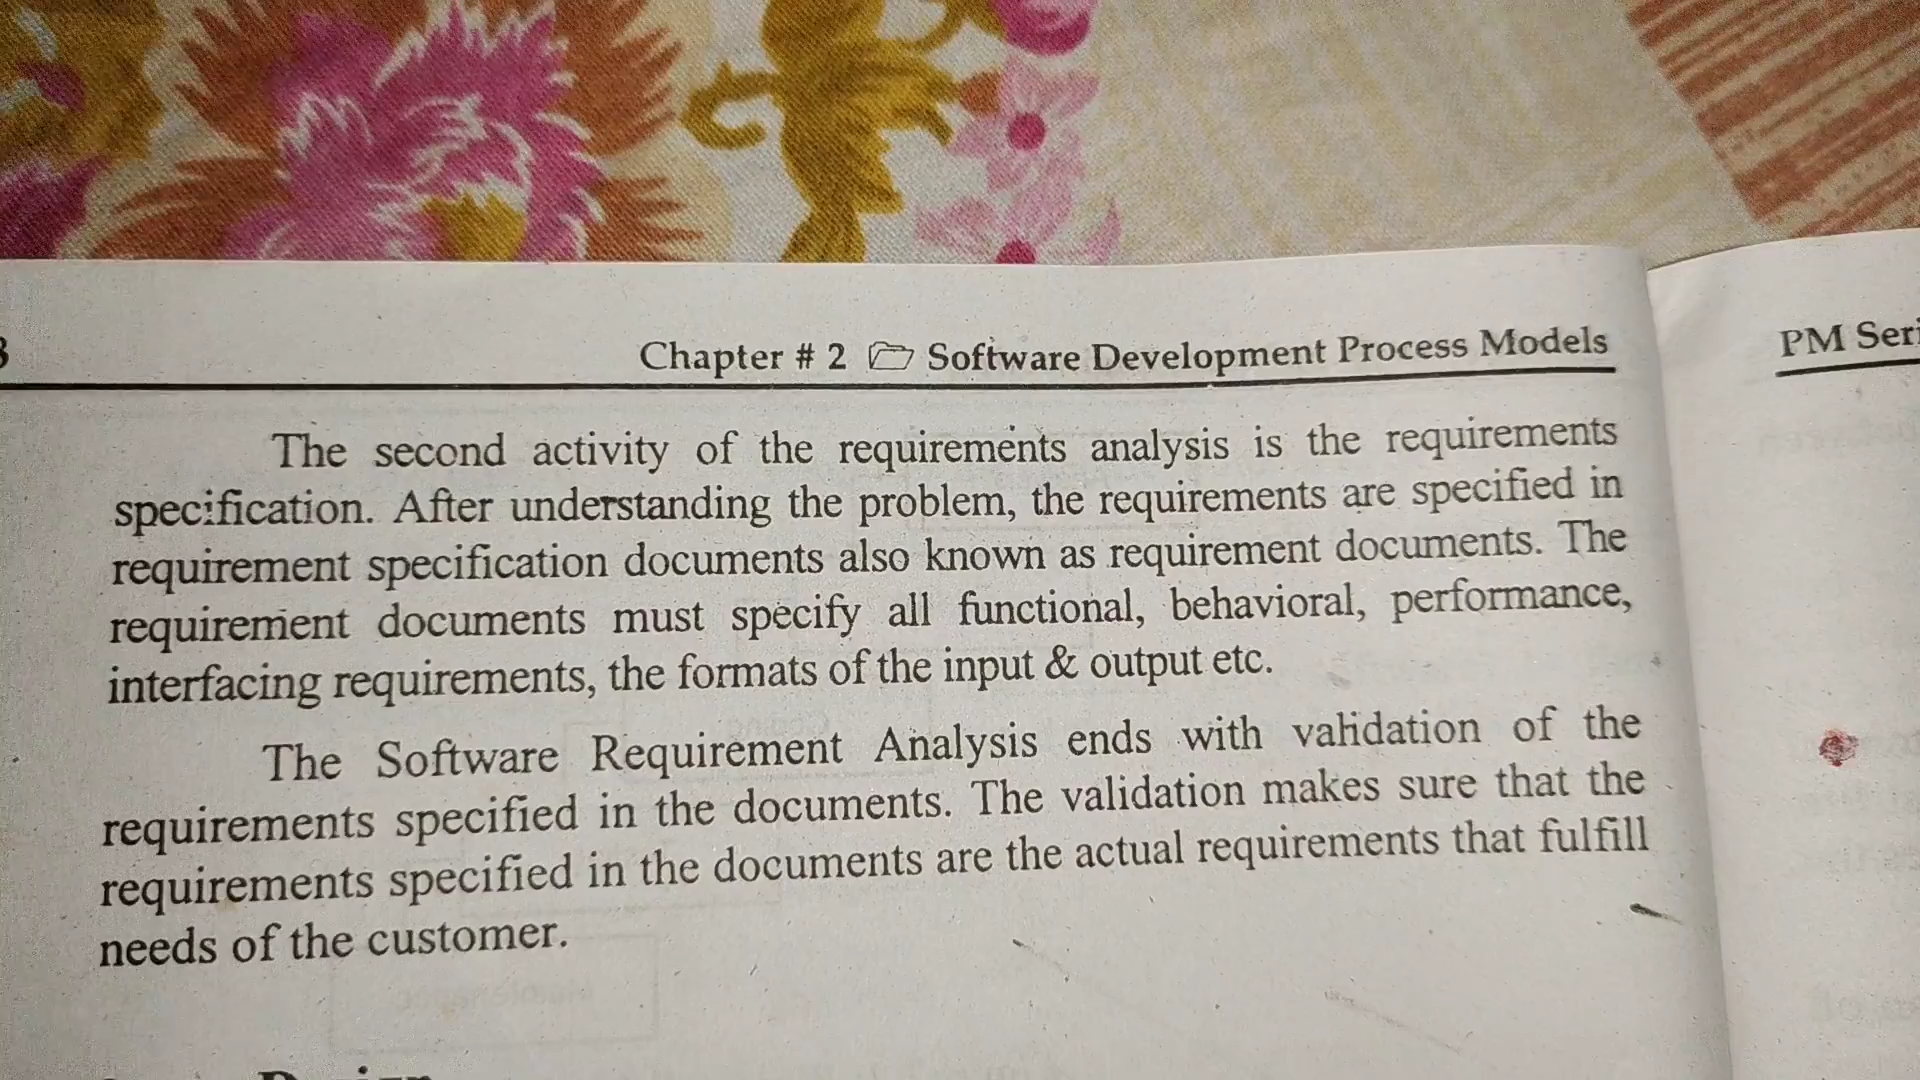 Chapter # 2 Software Development Process Models
The second activity of the requirements analysis is the requirements
specification. After understanding the problem, the requirements are specified in
requirement specification documents also known as requirement documents. The
requirement documents must specify all functional, behavioral, performance,
interfacing requirements, the formats of the input & output etc.
The Software Requirement Analysis ends with validation of the
requirements specified in the documents. The validation makes sure that the
requirements specified in the documents are the actual requirements that fulfill
needs of the customer.
PM